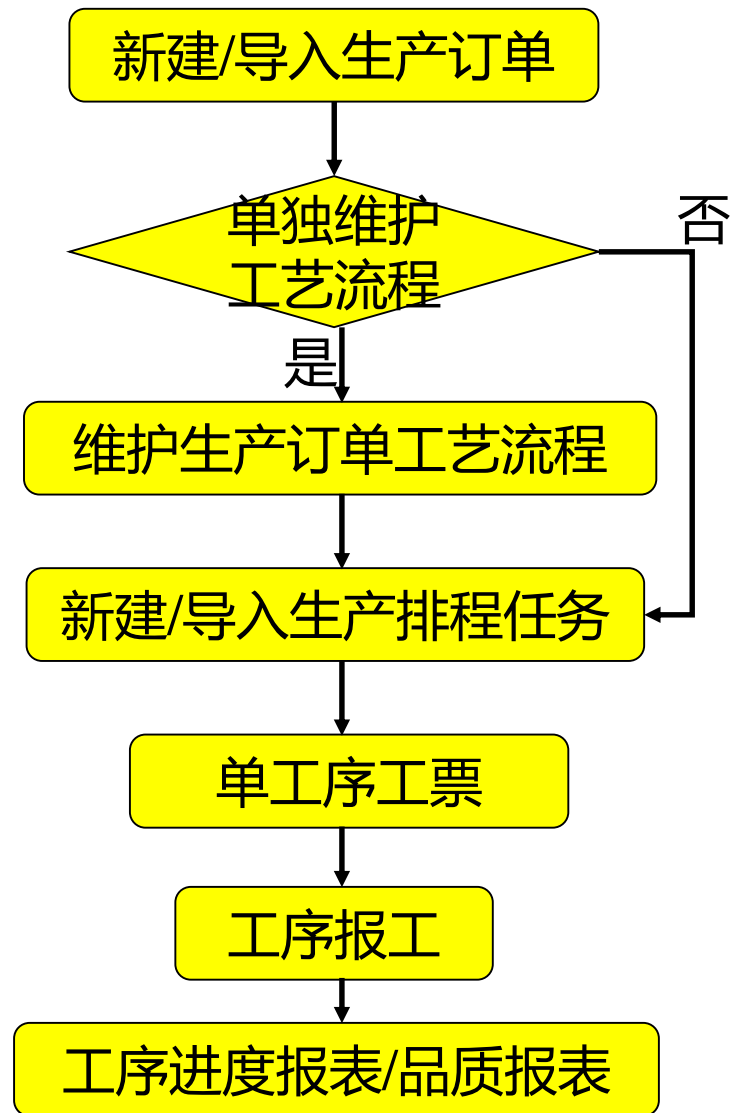 新建/导入生产订单
单独维护
工艺流程
否
是
维护生产订单工艺流程
新建/导入生产排程任务
单工序工票
工序报工
工序进度报表/品质报表